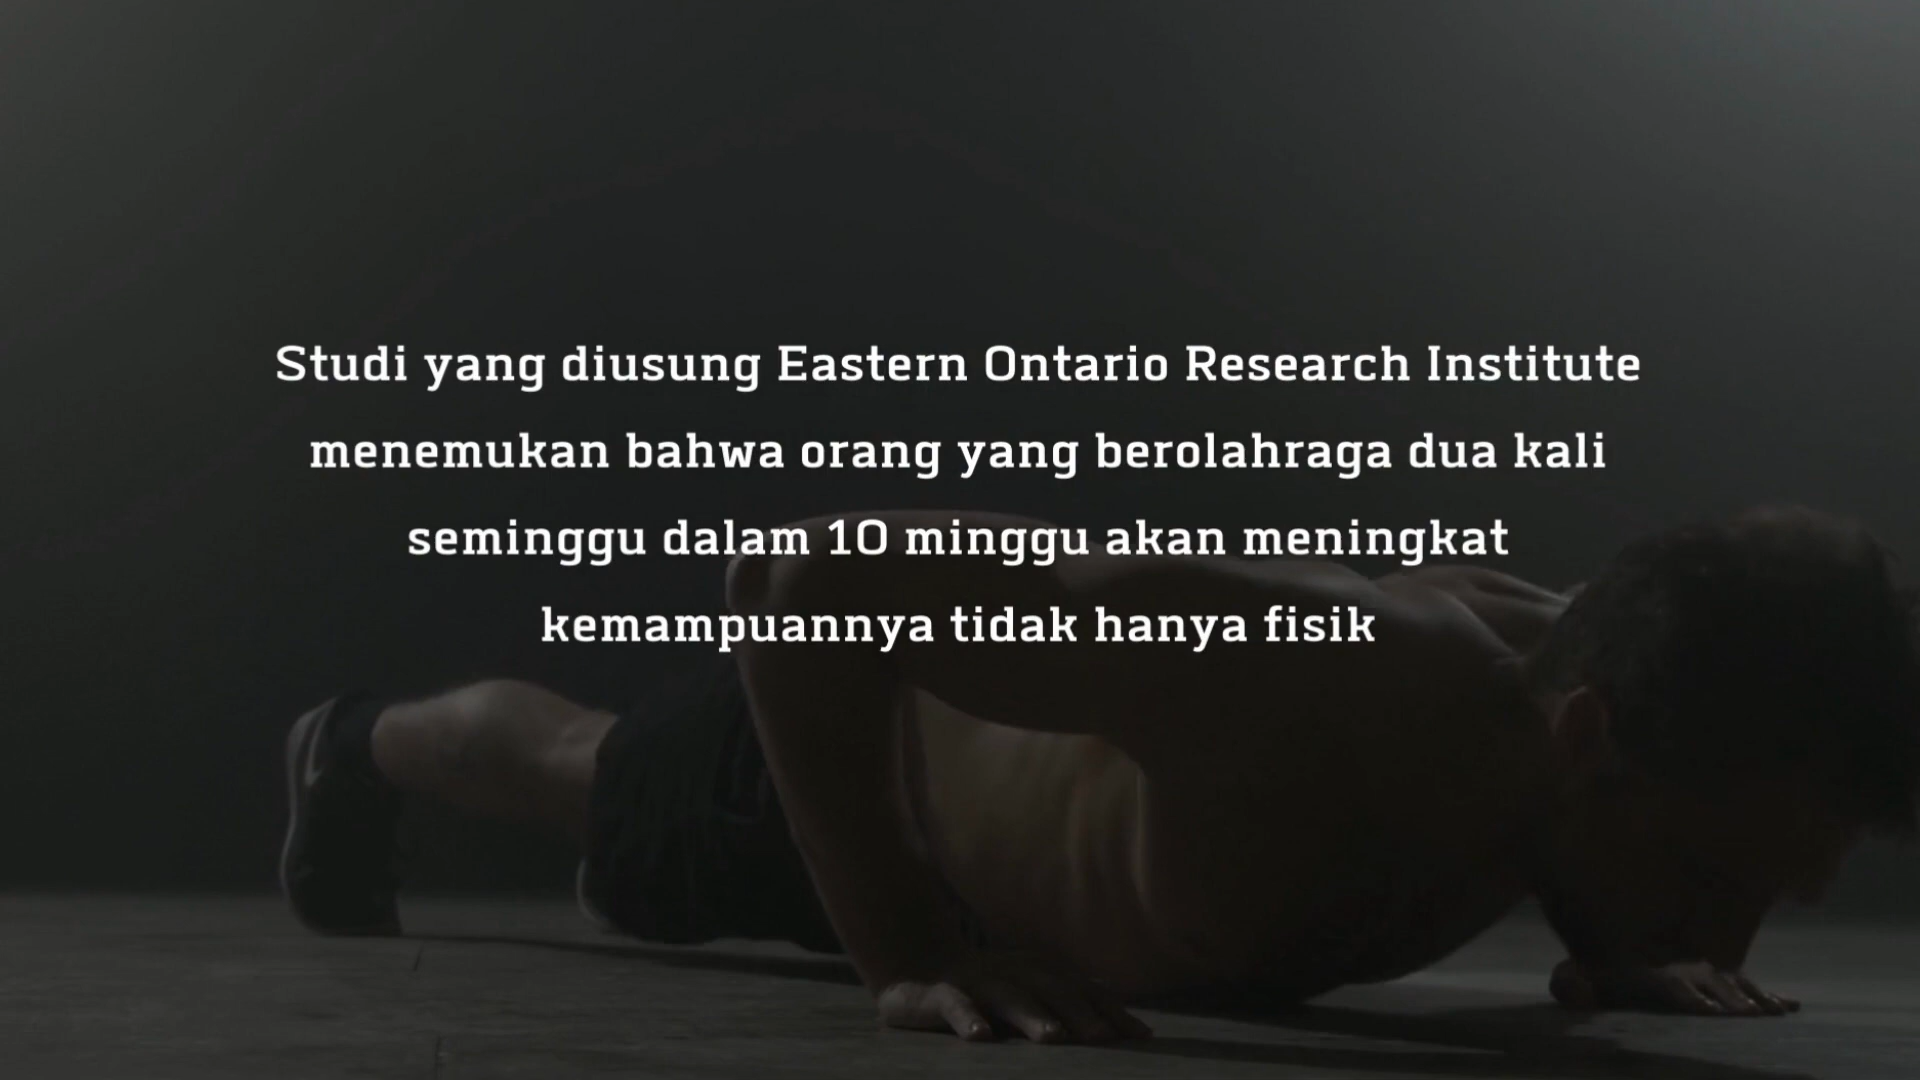 Studi yang diusung Eastern Ontario Research Institute
menemukan bahwa orang yang berolahraga dua kali
seminggu dalam 10 minggu akan meningkat
kemampuannya tidak hanya fisik